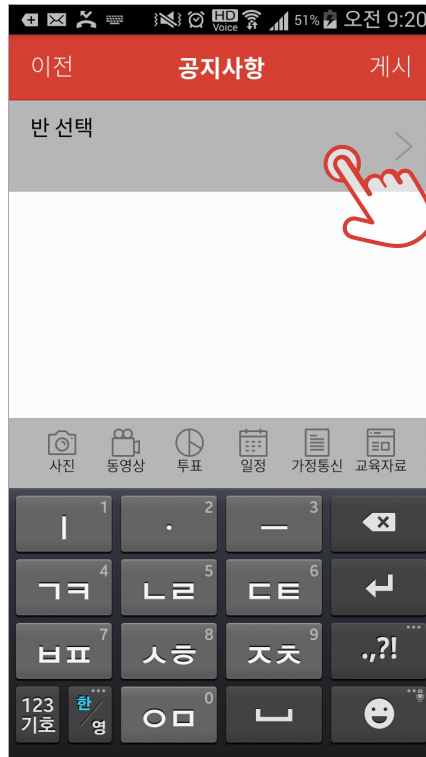 HD Voice 51% 오전 9:20
이전 공지사항 게시
반 선택
사진 동영상 투표 일정 가정통신 교육자료
ㅣ 1 · 2 ㅡ 3
ㄱㅋ 4 ㄴㄹ 5 ㄷㅌ 6
ㅂㅍ 7 ㅅㅎ 8 ㅈㅊ 9 .,?!
123 기호 한/영 ㅇㅁ 0